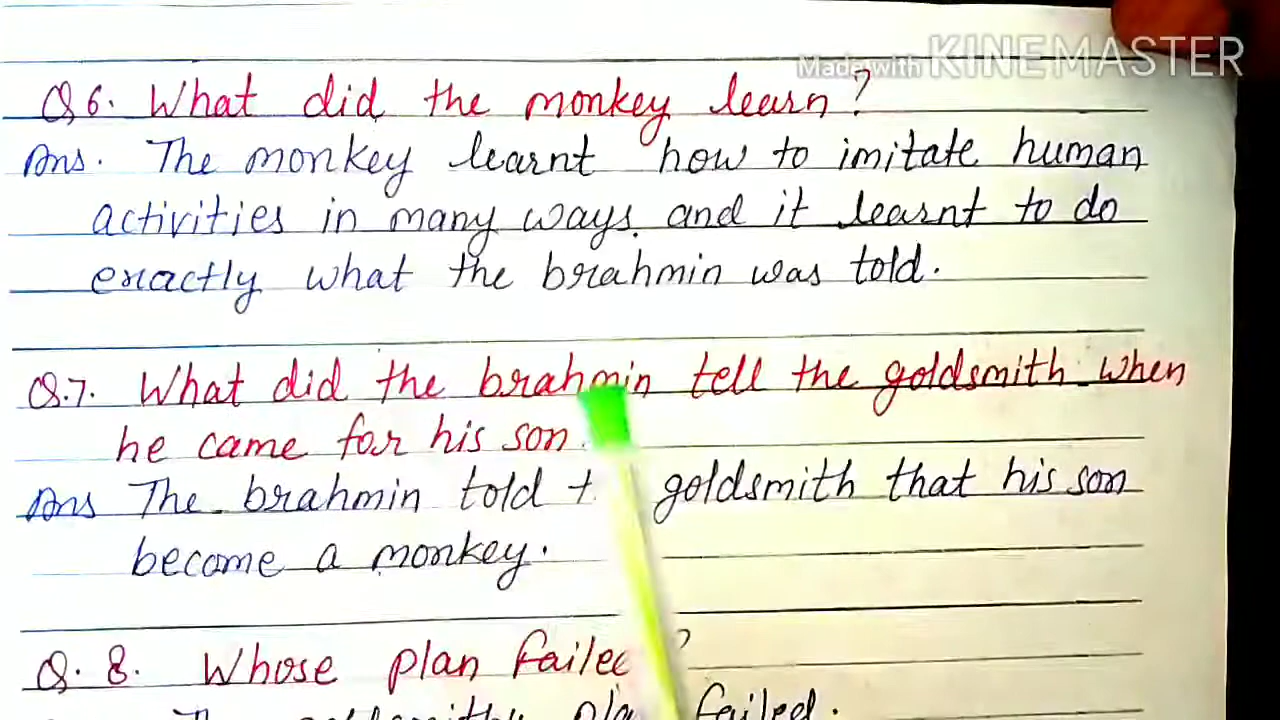 Made with KINEMASTER
Q6. What did the monkey learn?
Ans. The monkey learnt how to imitate human
activities in many ways. and it learnt to do
exactly what the brahmin was told.
Q.7. What did the brahmin tell the goldsmith when
he came for his son.
Ans The brahmin told goldsmith that his son
become a monkey.
Q. 8. Whose plan ?
failed.